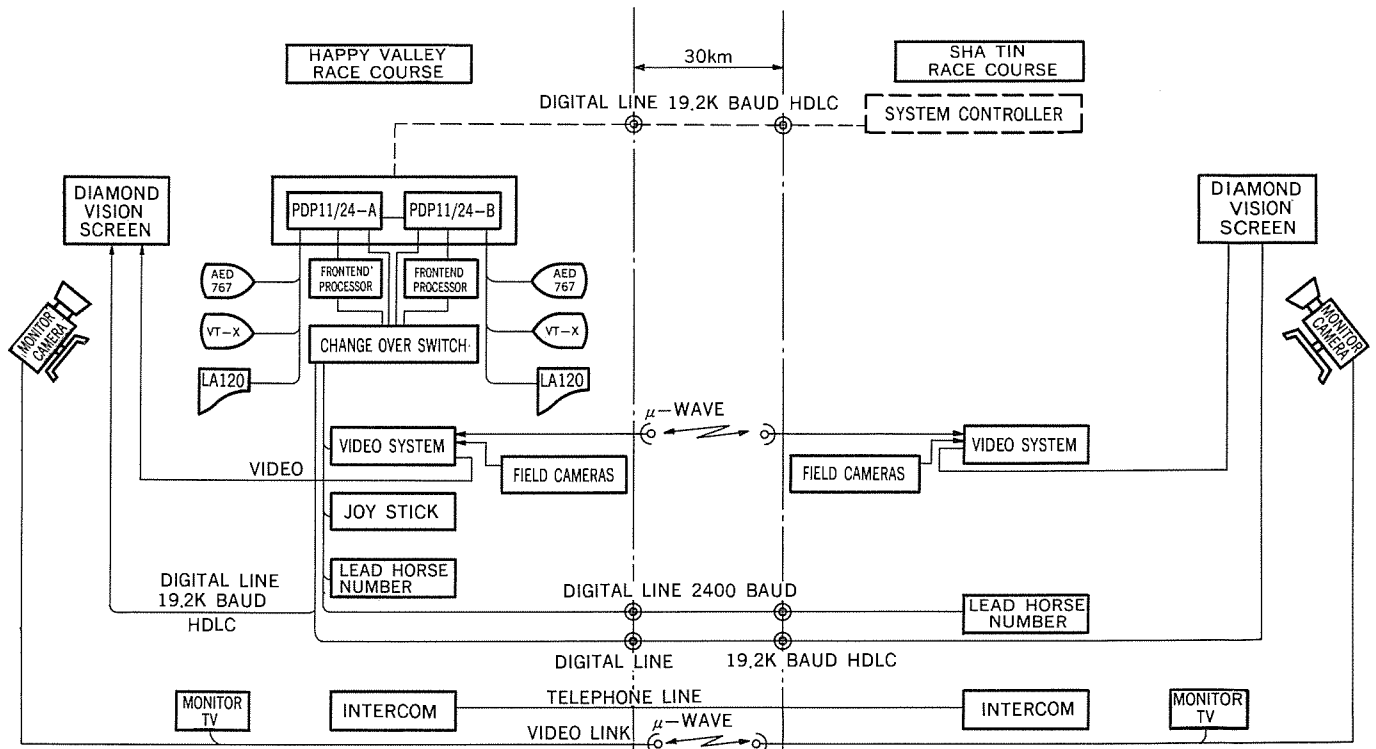 HAPPY VALLEY
RACE COURSE
30km
SHA TIN
RACE COURSE
DIGITAL LINE 19.2K BAUD HDLC
SYSTEM CONTROLLER
DIAMOND
VISION
SCREEN
PDP11/24-A
PDP11/24-B
DIAMOND
VISION
SCREEN
AED
767
FRONTEND'
PROCESSOR
FRONTEND
PROCESSOR
AED
767
MONITOR
CAMERA
VT-X
CHANGE OVER SWITCH
VT-X
MONITOR
CAMERA
LA120
LA120
μ-WAVE
VIDEO SYSTEM
VIDEO SYSTEM
VIDEO
FIELD CAMERAS
FIELD CAMERAS
JOY STICK
LEAD HORSE
NUMBER
DIGITAL LINE
19.2K BAUD
HDLC
DIGITAL LINE 2400 BAUD
LEAD HORSE
NUMBER
DIGITAL LINE
19.2K BAUD HDLC
MONITOR
TV
INTERCOM
TELEPHONE LINE
INTERCOM
MONITOR
TV
VIDEO LINK
μ-WAVE